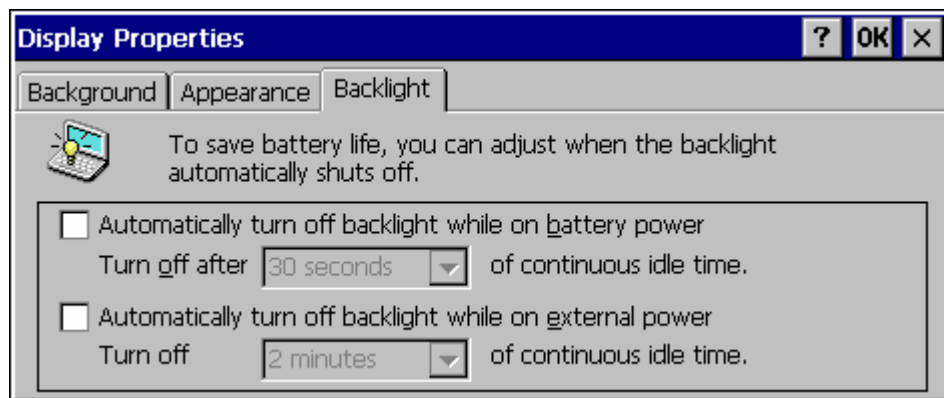 Display Properties ? OK ×
Background Appearance Backlight
To save battery life, you can adjust when the backlight
automatically shuts off.
Automatically turn off backlight while on battery power
Turn off after 30 seconds of continuous idle time.
Automatically turn off backlight while on external power
Turn off 2 minutes of continuous idle time.